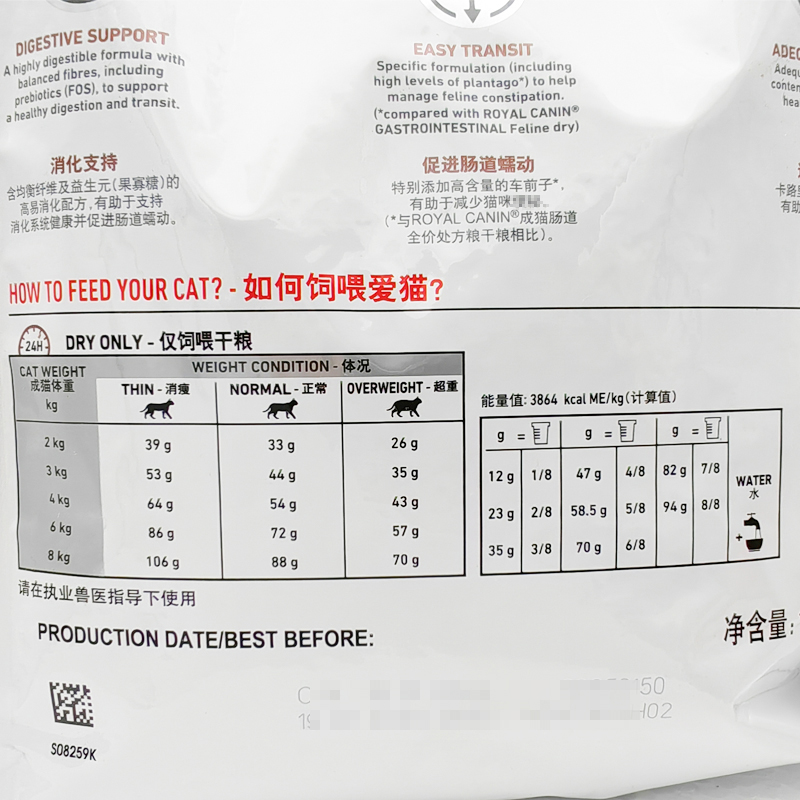 DIGESTIVE SUPPORT
A highly digestible formula with
balanced fibres, including
prebiotics (FOS), to support
a healthy digestion and transit.
消化支持
含均衡纤维及益生元(果寡糖)的
高易消化配方,有助于支持
消化系统健康并促进肠道蠕动。
EASY TRANSIT
Specific formulation (including
high levels of plantago*) to help
manage feline constipation.
(*compared with ROYAL CANIN®
GASTROINTESTINAL Feline dry)
促进肠道蠕动
特别添加高含量的车前子*,
有助于减少猫咪
(*与ROYAL CANIN®成猫肠道
全价处方粮干粮相比)。
HOW TO FEED YOUR CAT? - 如何饲喂爱猫?
24H
DRY ONLY - 仅饲喂干粮
CAT WEIGHT
成猫体重
kg
WEIGHT CONDITION - 体况
THIN - 消瘦 NORMAL - 正常 OVERWEIGHT - 超重
2 kg 39 g 33 g 26 g
3 kg 53 g 44 g 35 g
4 kg 64 g 54 g 43 g
6 kg 86 g 72 g 57 g
8 kg 106 g 88 g 70 g
请在执业兽医指导下使用
能量值: 3864 kcal ME/kg(计算值)
g = g = g =
12 g 1/8 47 g 4/8 82 g 7/8
23 g 2/8 58.5 g 5/8 94 g 8/8
35 g 3/8 70 g 6/8
WATER
水
+
PRODUCTION DATE/BEST BEFORE:
净含量:
S08259K